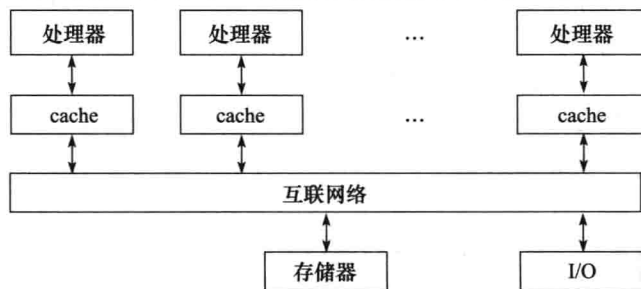 处理器 处理器 … 处理器
cache cache … cache
互联网络
存储器 I/O